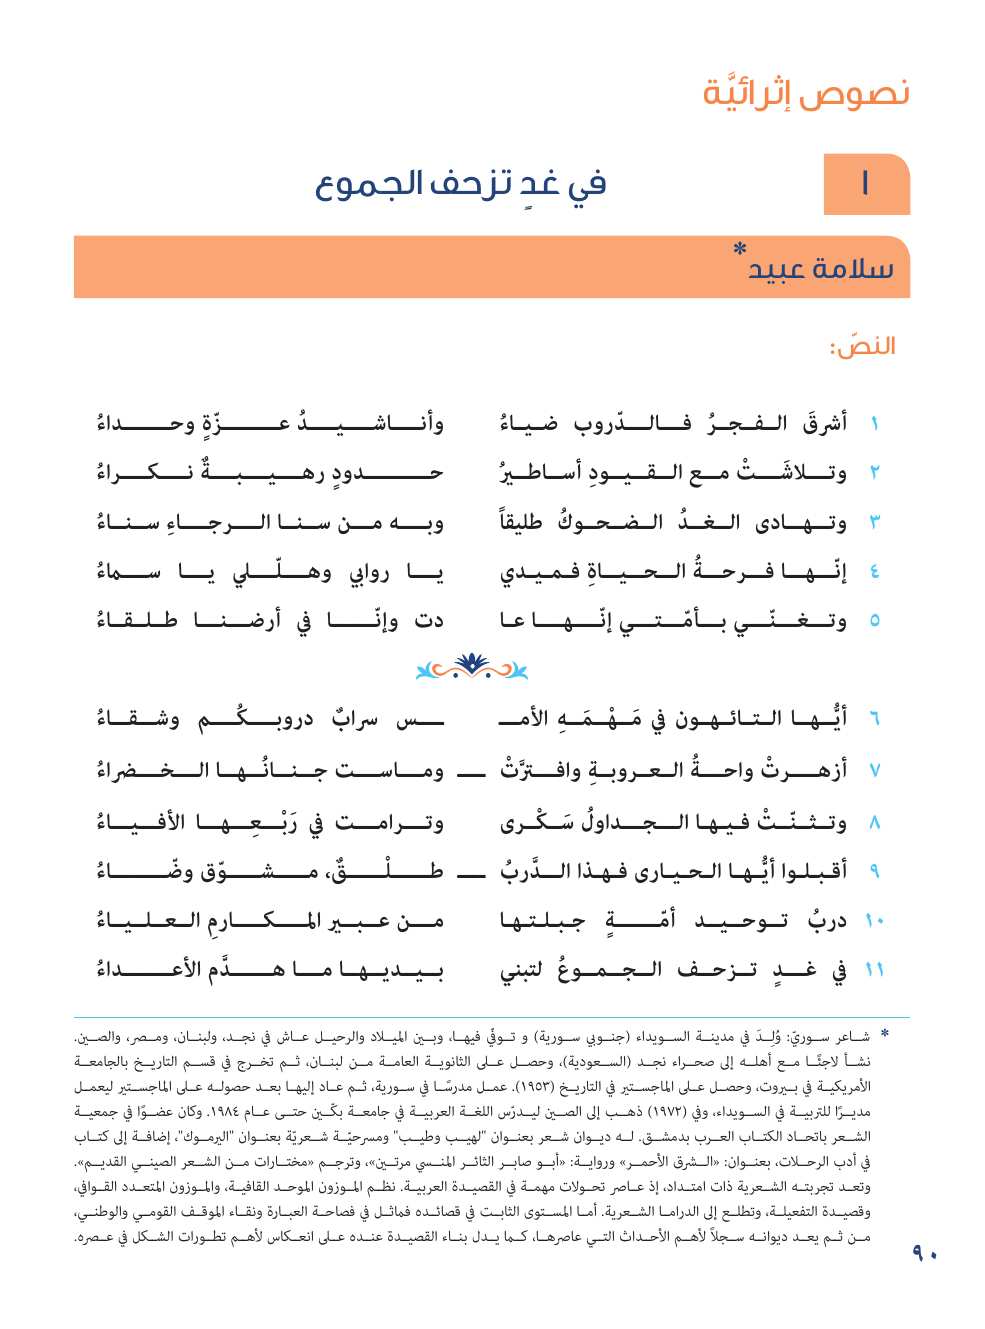 نصوص إثرائيَّة
١
في غدٍ تزحف الجموع
سلامة عبيد*
النصّ:
١ أشرقَ الفجرُ فالدّروب ضياءُ وأناشيدُ عزّةٍ وحداءُ
٢ وتلاشَتْ مع القيودِ أساطيرُ حدودٍ رهيبةٌ نكراءُ
٣ وتهادى الغدُ الضحوكُ طليقاً وبه من سنا الرجاءِ سناءُ
٤ إنّها فرحةُ الحياةِ فميدي يا روابي وهلّلي يا سماءُ
٥ وتغنّي بأمّتي إنّها عا دت وإنّا في أرضنا طلقاءُ
٦ أيُّها التائهون في مَهْمَهِ الأمـ ـس سرابٌ دروبكُم وشقاءُ
٧ أزهرتْ واحةُ العروبةِ وافترَّتْ — وماست جنانُها الخضراءُ
٨ وتثنّتْ فيها الجداولُ سَكْرى وترامت في رَبْعِها الأفياءُ
٩ أقبلوا أيُّها الحيارى فهذا الدَّربُ — طلْقٌ، مشوّق وضّاءُ
١٠ دربُ توحيد أمّةٍ جبلتها من عبير المكارمِ العلياءُ
١١ في غدٍ تزحف الجموعُ لتبني بيديها ما هدَّم الأعداءُ
* شاعر سوريّ: وُلِدَ في مدينة السويداء (جنوبي سورية) و توفّي فيها، وبين الميلاد والرحيل عاش في نجد، ولبنان، ومصر، والصين.
نشأ لاجئًا مع أهله إلى صحراء نجد (السعودية)، وحصل على الثانوية العامة من لبنان، ثم تخرج في قسم التاريخ بالجامعة
الأمريكية في بيروت، وحصل على الماجستير في التاريخ (١٩٥٣). عمل مدرسًا في سورية، ثم عاد إليها بعد حصوله على الماجستير ليعمل
مديرًا للتربية في السويداء، وفي (١٩٧٢) ذهب إلى الصين ليدرّس اللغة العربية في جامعة بكّين حتى عام ١٩٨٤. وكان عضوًا في جمعية
الشعر باتحاد الكتاب العرب بدمشق. له ديوان شعر بعنوان "لهيب وطيب" ومسرحيّة شعريّة بعنوان "اليرموك"، إضافة إلى كتاب
في أدب الرحلات، بعنوان: «الشرق الأحمر» ورواية: «أبو صابر الثائر المنسي مرتين»، وترجم «مختارات من الشعر الصيني القديم».
وتعد تجربته الشعرية ذات امتداد، إذ عاصر تحولات مهمة في القصيدة العربية. نظم الموزون الموحد القافية، والموزون المتعدد القوافي،
وقصيدة التفعيلة، وتطلع إلى الدراما الشعرية. أما المستوى الثابت في قصائده فماثل في فصاحة العبارة ونقاء الموقف القومي والوطني،
من ثم يعد ديوانه سجلاً لأهم الأحداث التي عاصرها، كما يدل بناء القصيدة عنده على انعكاس لأهم تطورات الشكل في عصره.
٩٠